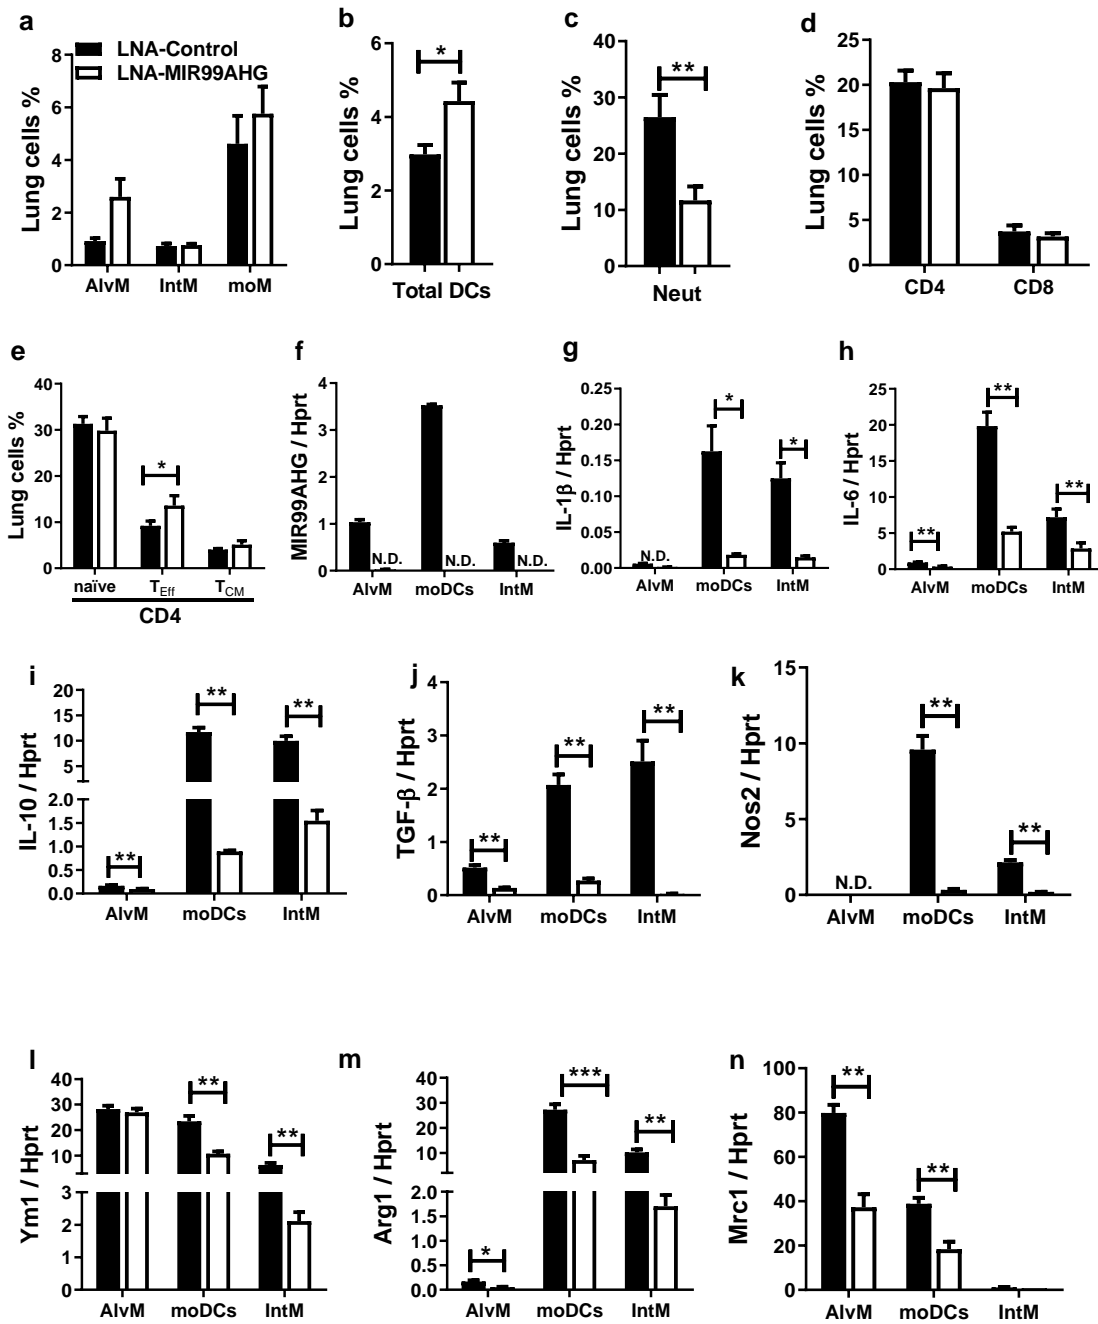 a
LNA-Control
LNA-MIR99AHG
Lung cells %
8
6
4
2
0
AlvM IntM moM
b
Lung cells %
6
4
2
0
*
Total DCs
c
Lung cells %
40
30
20
10
0
**
Neut
d
Lung cells %
25
20
15
10
5
0
CD4 CD8
e
Lung cells %
40
30
20
10
0
*
naïve TEff TCM
CD4
f
MIR99AHG / Hprt
4
3
2
1
0
N.D. N.D. N.D.
AlvM moDCs IntM
g
IL-1β / Hprt
0.25
0.20
0.15
0.10
0.05
0.00
N.D. * *
AlvM moDCs IntM
h
IL-6 / Hprt
25
20
15
10
5
0
** ** **
AlvM moDCs IntM
i
IL-10 / Hprt
20
15
10
5
2.0
1.5
1.0
0.5
0.0
** ** **
AlvM moDCs IntM
j
TGF-β / Hprt
4
3
2
1
0
** ** **
AlvM moDCs IntM
k
Nos2 / Hprt
15
10
5
0
N.D. ** **
AlvM moDCs IntM
l
Ym1 / Hprt
40
30
20
10
3
2
1
0
** **
AlvM moDCs IntM
m
Arg1 / Hprt
40
30
20
10
2.0
1.5
1.0
0.5
0.0
* *** **
AlvM moDCs IntM
n
Mrc1 / Hprt
100
80
60
40
20
0
** **
AlvM moDCs IntM